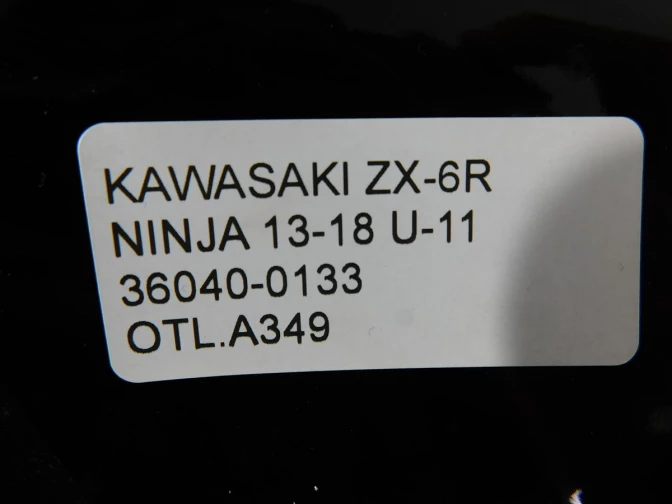 KAWASAKI ZX-6R
NINJA 13-18 U-11
36040-0133
OTL.A349